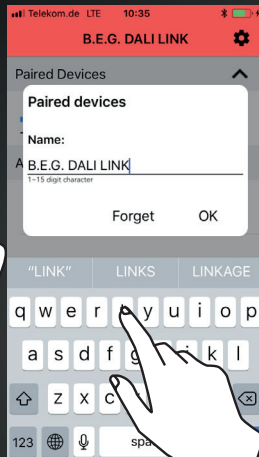 Telekom.de LTE 10:35
B.E.G. DALI LINK
Paired Devices
Paired devices
Name:
A
B.E.G. DALI LINK
1–15 digit character
Forget OK
"LINK" LINKS LINKAGE
q w e r t y u i o p
a s d f g k l
z x c
123 spa